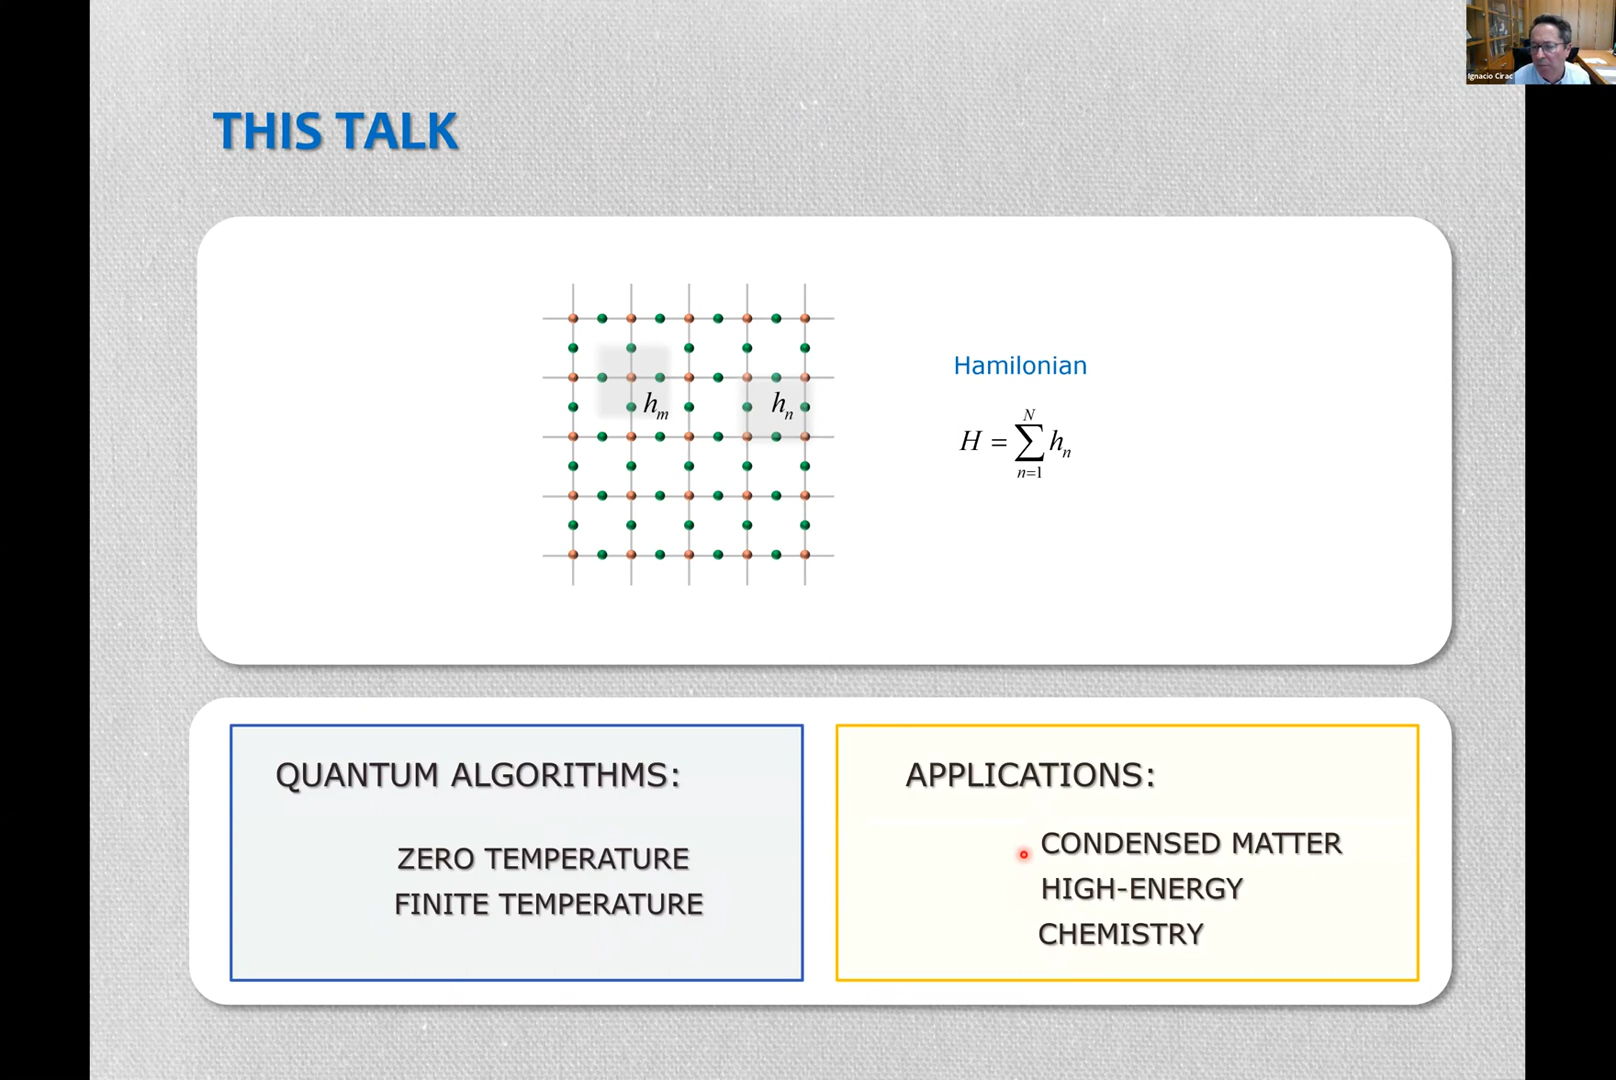 Ignacio Cirac
THIS TALK
h_m
h_n
Hamilonian
H = \sum_{n=1}^{N} h_n
QUANTUM ALGORITHMS:
ZERO TEMPERATURE
FINITE TEMPERATURE
APPLICATIONS:
CONDENSED MATTER
HIGH-ENERGY
CHEMISTRY